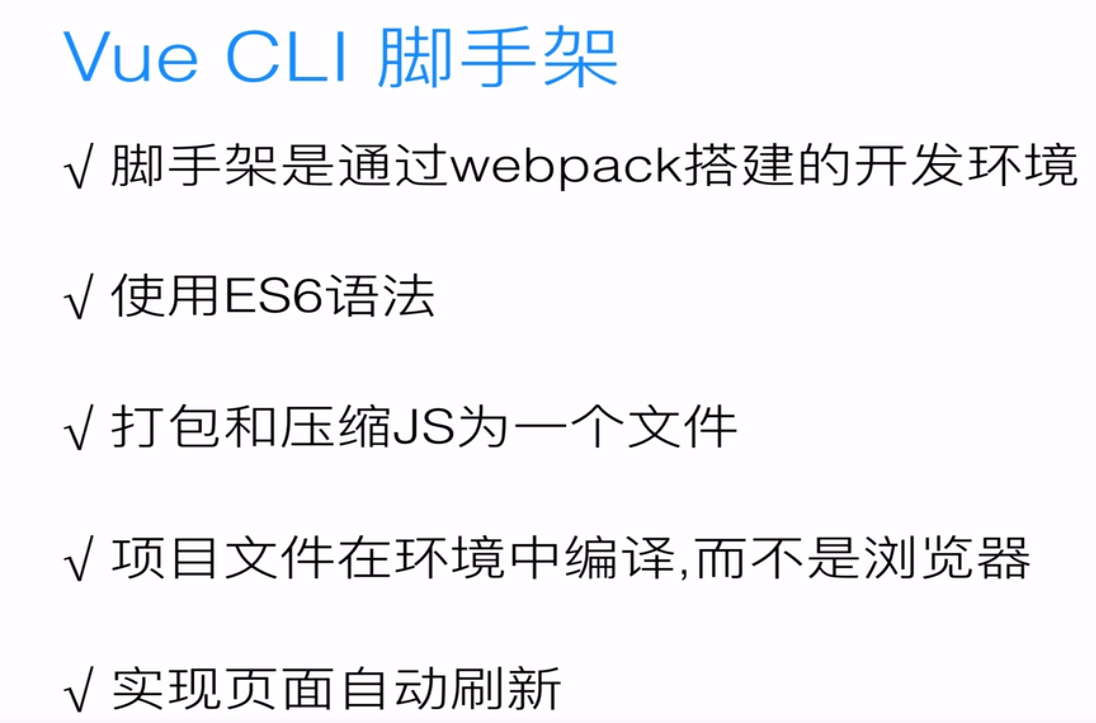 Vue CLI 脚手架
√ 脚手架是通过webpack搭建的开发环境
√ 使用ES6语法
√ 打包和压缩JS为一个文件
√ 项目文件在环境中编译,而不是浏览器
√ 实现页面自动刷新